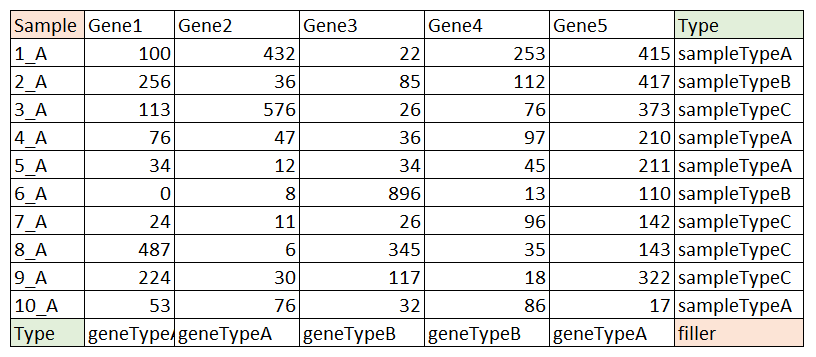 Sample Gene1 Gene2 Gene3 Gene4 Gene5 Type
1_A 100 432 22 253 415 sampleTypeA
2_A 256 36 85 112 417 sampleTypeB
3_A 113 576 26 76 373 sampleTypeC
4_A 76 47 36 97 210 sampleTypeA
5_A 34 12 34 45 211 sampleTypeA
6_A 0 8 896 13 110 sampleTypeB
7_A 24 11 26 96 142 sampleTypeC
8_A 487 6 345 35 143 sampleTypeC
9_A 224 30 117 18 322 sampleTypeC
10_A 53 76 32 86 17 sampleTypeA
Type geneTypeA geneTypeA geneTypeB geneTypeB geneTypeA filler